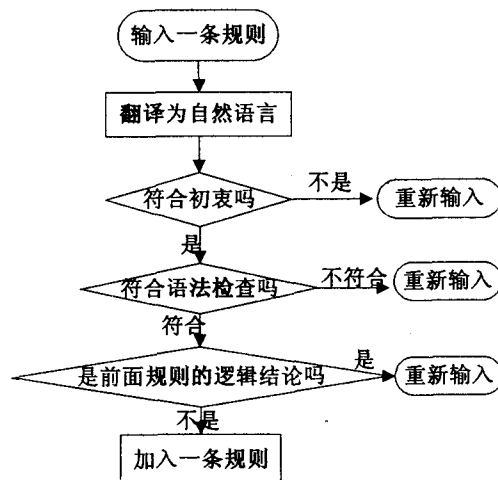 输入一条规则
翻译为自然语言
符合初衷吗
不是
重新输入
是
符合语法检查吗
不符合
重新输入
符合
是前面规则的逻辑结论吗
是
重新输入
不是
加入一条规则